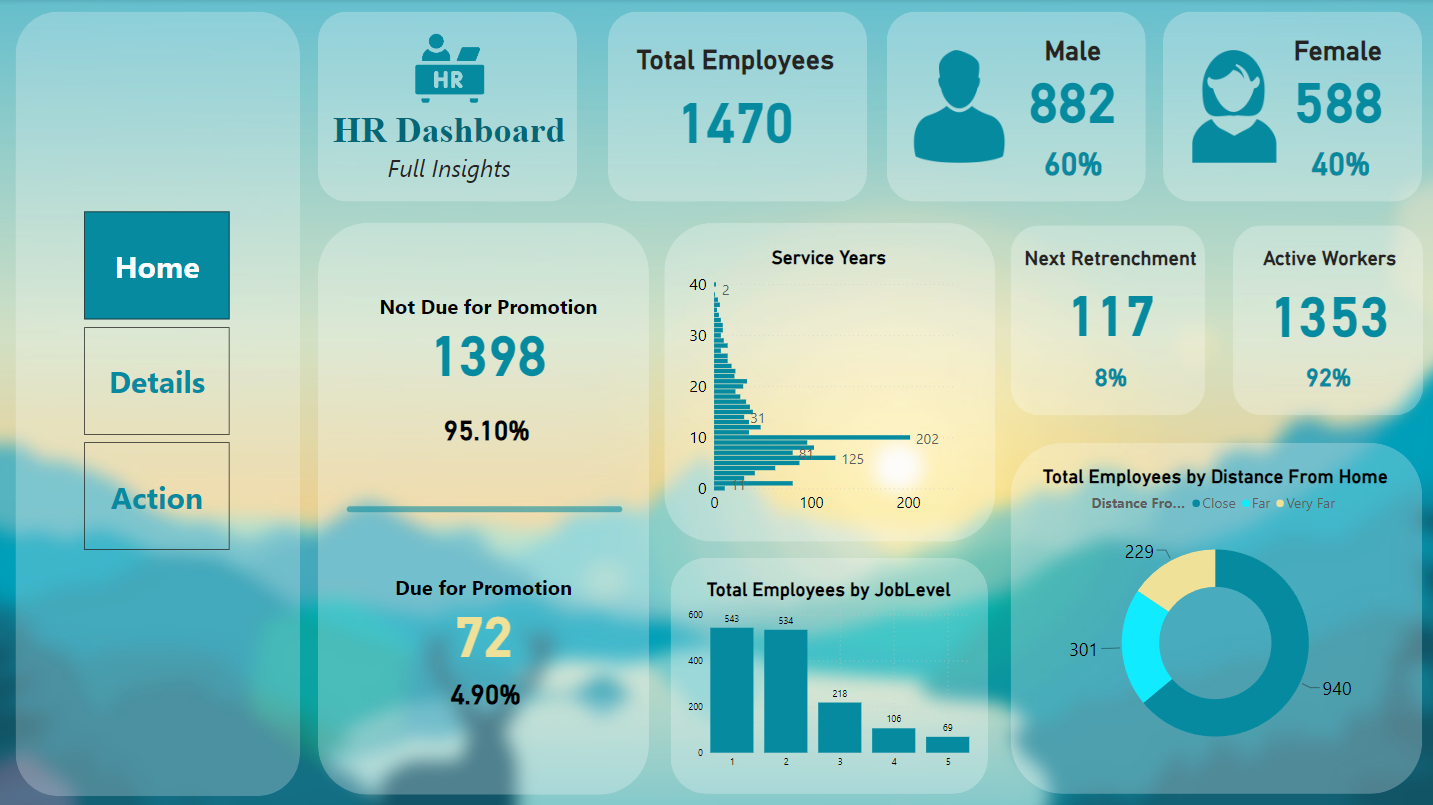 HR
HR Dashboard
Full Insights
Total Employees
1470
Male
882
60%
Female
588
40%
Home
Details
Action
Not Due for Promotion
1398
95.10%
Due for Promotion
72
4.90%
Service Years
40
30
20
10
0
2
31
202
81
125
11
0
100
200
Next Retrenchment
117
8%
Active Workers
1353
92%
Total Employees by JobLevel
600
400
200
0
543
534
218
106
69
1
2
3
4
5
Total Employees by Distance From Home
Distance Fro... Close Far Very Far
229
301
940